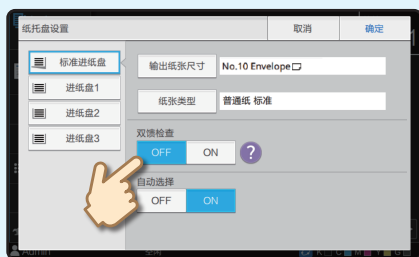 纸托盘设置
取消
确定
标准进纸盘
进纸盘1
进纸盘2
进纸盘3
输出纸张尺寸
No.10 Envelope
纸张类型
普通纸 标准
双馈检查
OFF ON ?
自动选择
OFF ON
Admin
空闲
K C M Y G